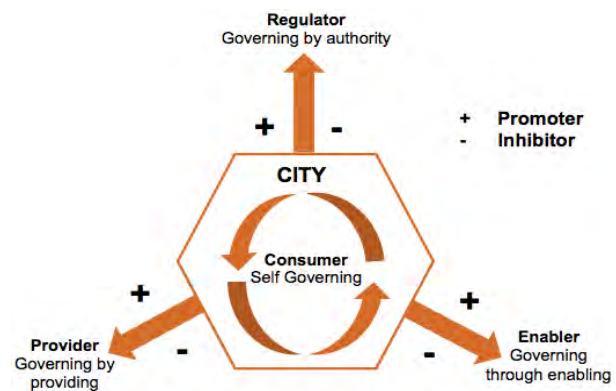 Regulator
Governing by authority
+ -
+ Promoter
- Inhibitor
CITY
Consumer
Self Governing
+
-
Provider
Governing by
providing
+
-
Enabler
Governing
through enabling